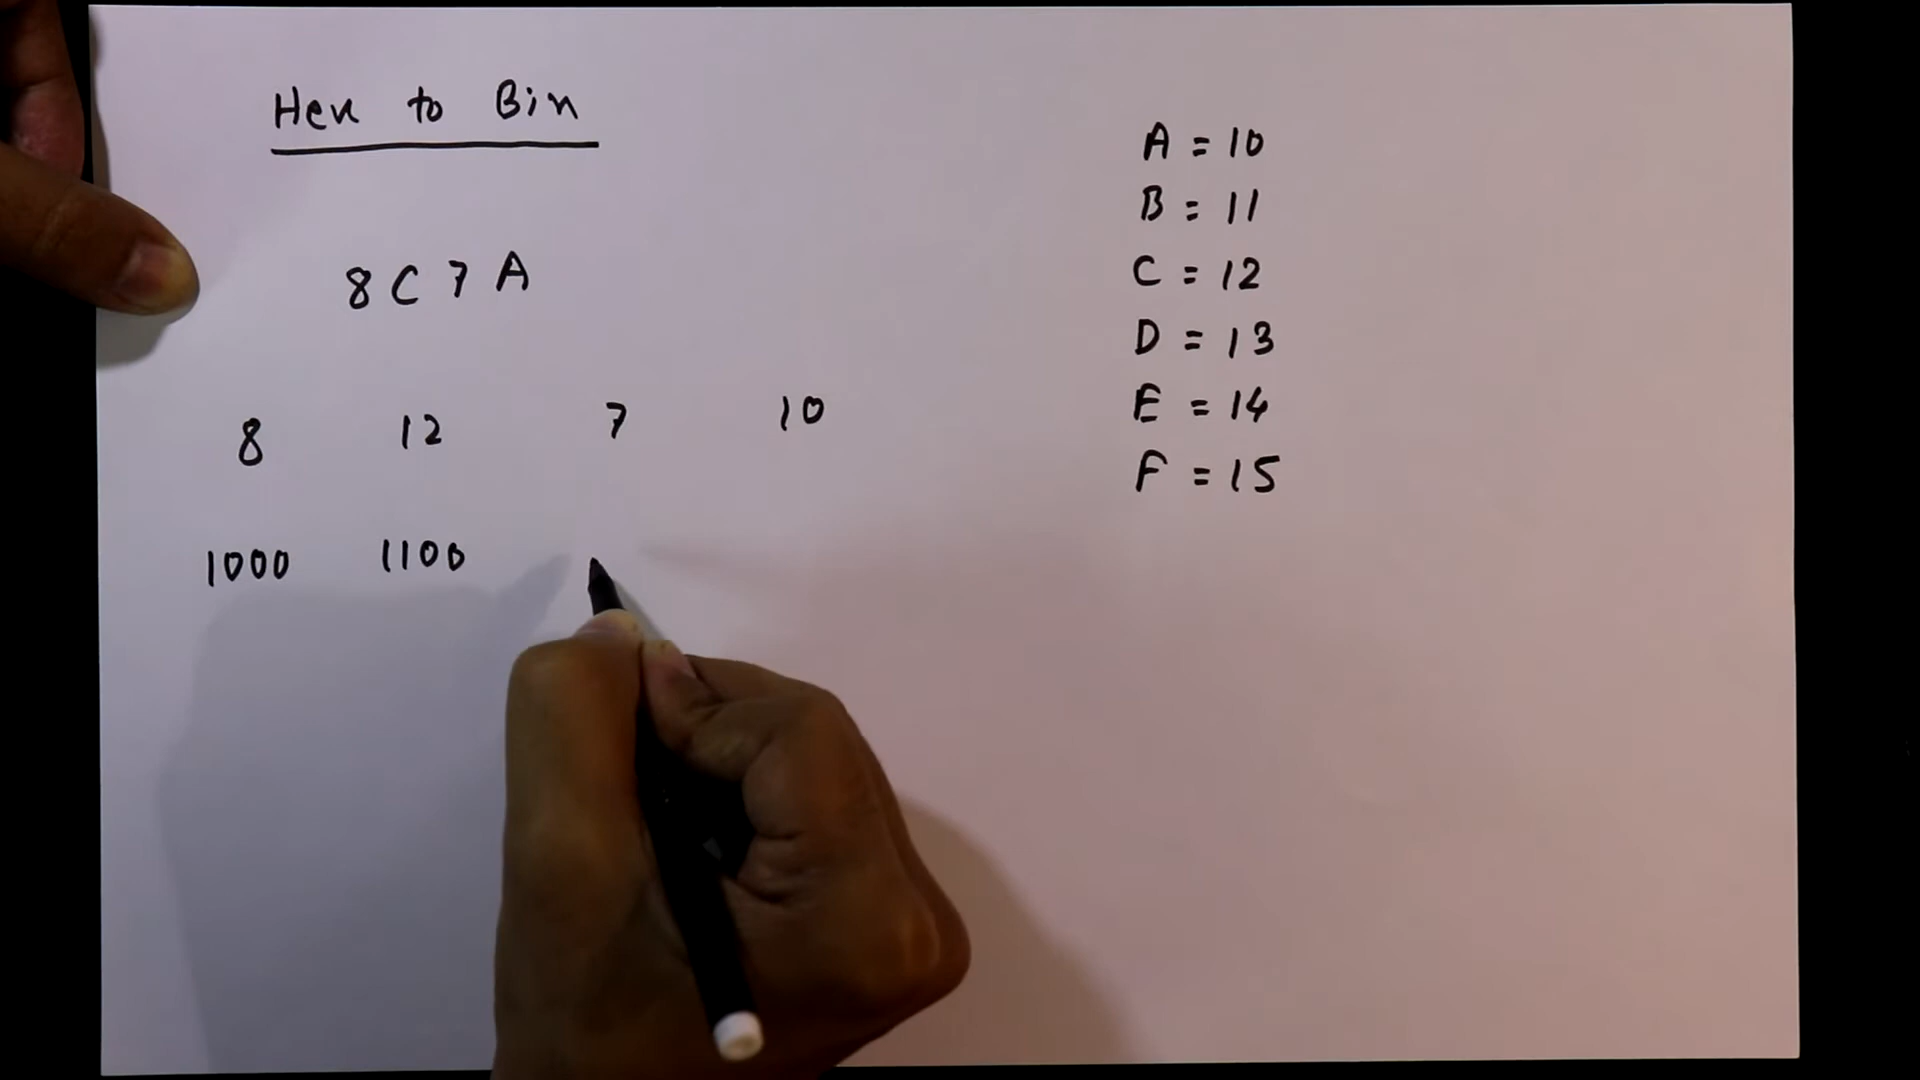 Hex to Bin
8 C 7 A
8 12 7 10
1000 1100
A = 10
B = 11
C = 12
D = 13
E = 14
F = 15